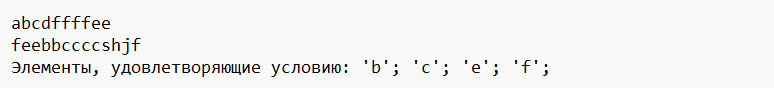 abcdffffee
feebbccccshjf
Элементы, удовлетворяющие условию: 'b'; 'c'; 'e'; 'f';